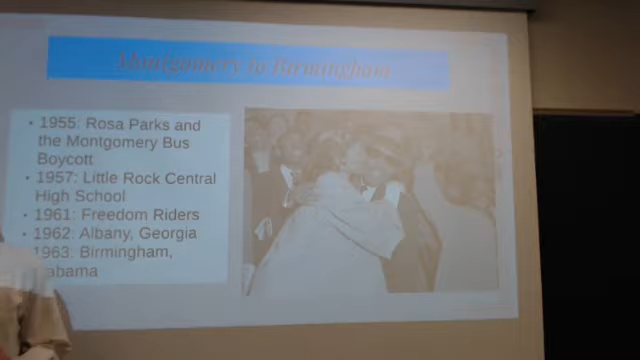 Montgomery to Birmingham
• 1955: Rosa Parks and
the Montgomery Bus
Boycott
• 1957: Little Rock Central
High School
• 1961: Freedom Riders
• 1962: Albany, Georgia
1963: Birmingham,
abama